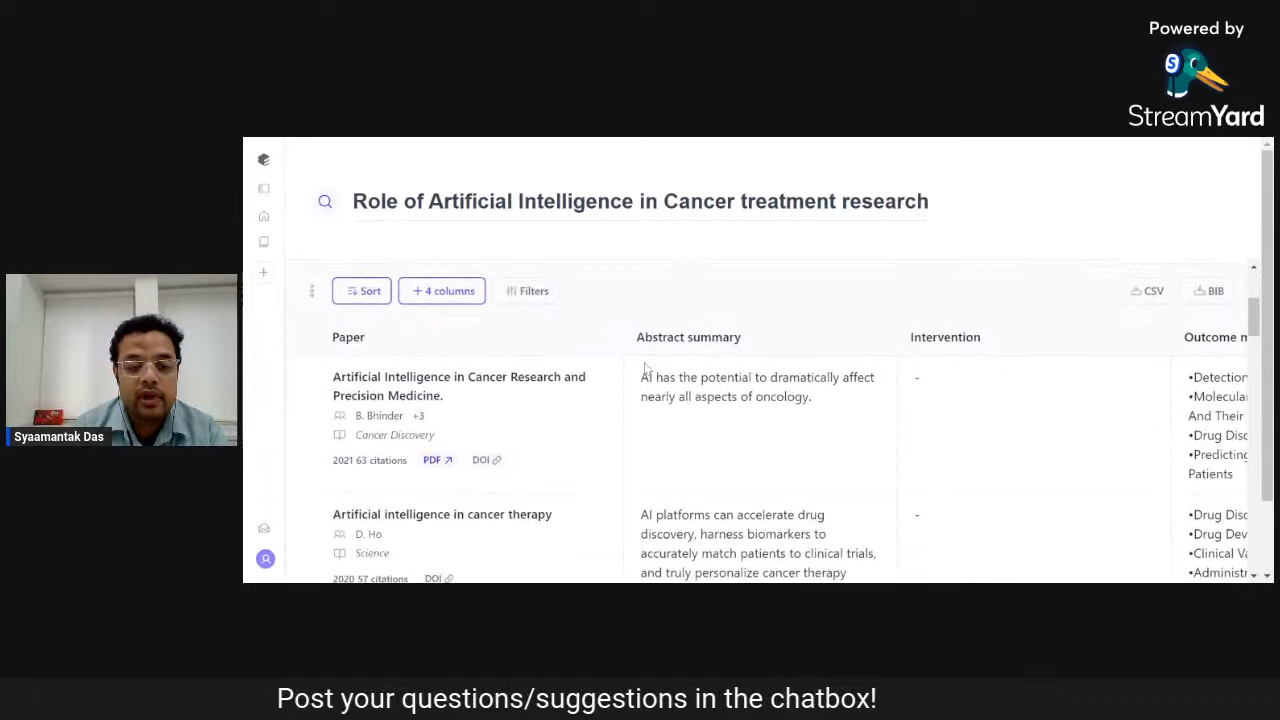 Powered by
StreamYard
Role of Artificial Intelligence in Cancer treatment research
Sort
+ 4 columns
Filters
CSV
BIB
Paper
Abstract summary
Intervention
Outcome m
Artificial Intelligence in Cancer Research and
Precision Medicine.
B. Bhinder +3
Cancer Discovery
2021 63 citations PDF DOI
AI has the potential to dramatically affect
nearly all aspects of oncology.
-
•Detection
•Molecular
And Their
•Drug Disc
•Predicting
Patients
Artificial intelligence in cancer therapy
D. Ho
Science
2020 57 citations DOI
AI platforms can accelerate drug
discovery, harness biomarkers to
accurately match patients to clinical trials,
and truly personalize cancer therapy
-
•Drug Disc
•Drug Dev
•Clinical Va
•Administr
Syaamantak Das
Post your questions/suggestions in the chatbox!